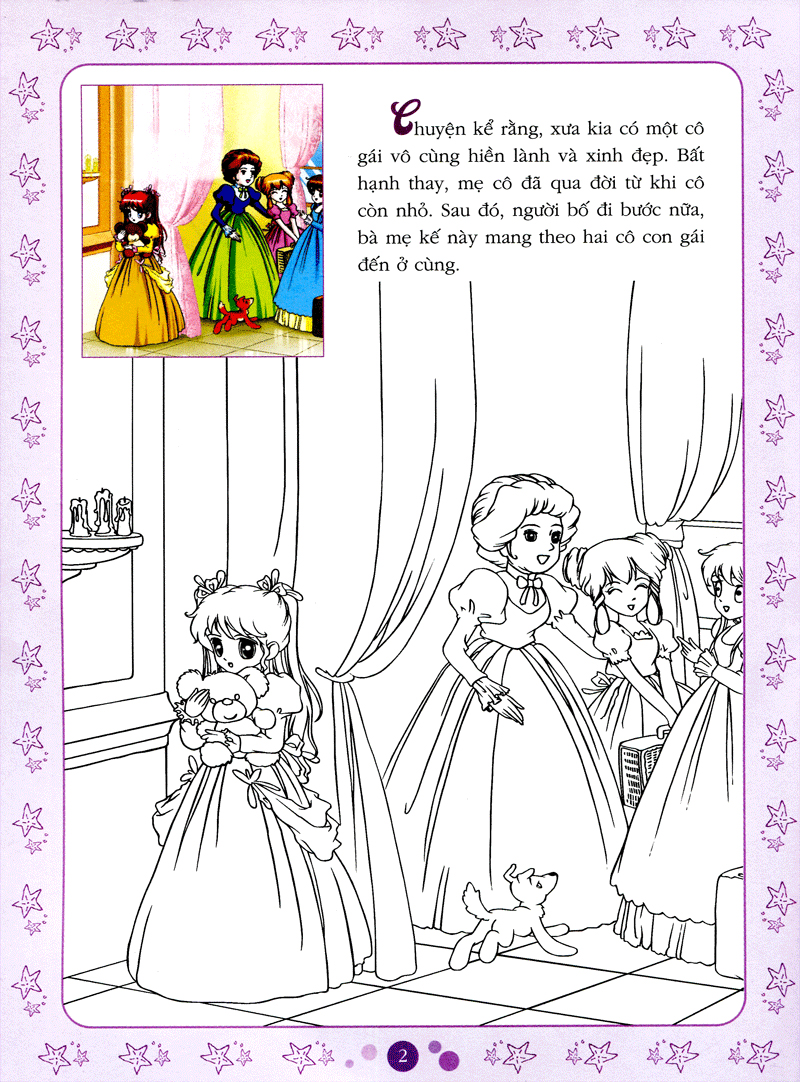 Chuyện kể rằng, xưa kia có một cô
gái vô cùng hiền lành và xinh đẹp. Bất
hạnh thay, mẹ cô đã qua đời từ khi cô
còn nhỏ. Sau đó, người bố đi bước nữa,
bà mẹ kế này mang theo hai cô con gái
đến ở cùng.
2